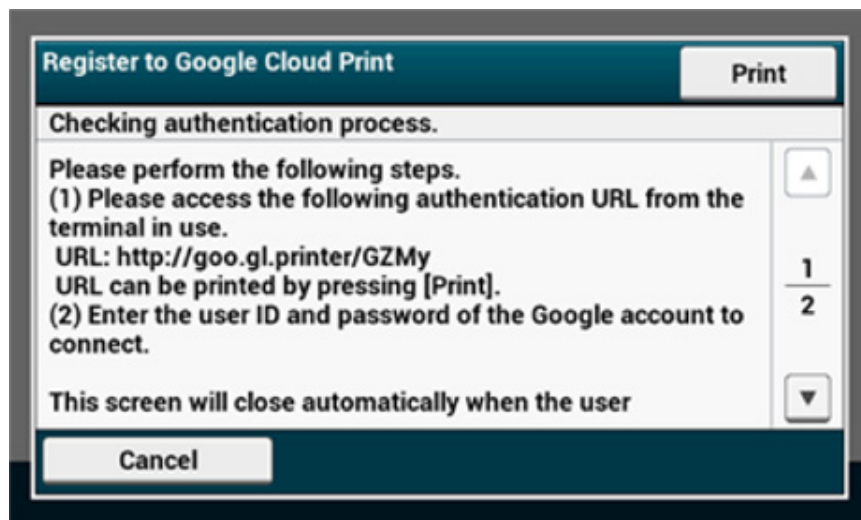 Register to Google Cloud Print
Print
Checking authentication process.
Please perform the following steps.
(1) Please access the following authentication URL from the
terminal in use.
URL: http://goo.gl.printer/GZMy
URL can be printed by pressing [Print].
(2) Enter the user ID and password of the Google account to
connect.
This screen will close automatically when the user
1
2
Cancel